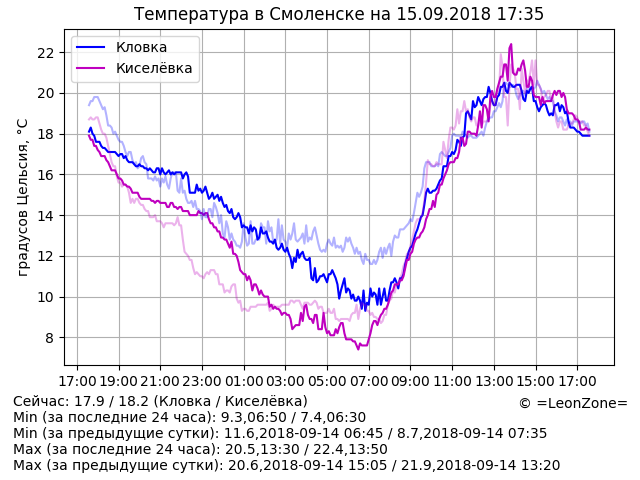 Температура в Смоленске на 15.09.2018 17:35
градусов Цельсия, °C
22
20
18
16
14
12
10
8
Кловка
Киселёвка
17:00 19:00 21:00 23:00 01:00 03:00 05:00 07:00 09:00 11:00 13:00 15:00 17:00
Сейчас: 17.9 / 18.2 (Кловка / Киселёвка)
© =LeonZone=
Min (за последние 24 часа): 9.3,06:50 / 7.4,06:30
Min (за предыдущие сутки): 11.6,2018-09-14 06:45 / 8.7,2018-09-14 07:35
Max (за последние 24 часа): 20.5,13:30 / 22.4,13:50
Max (за предыдущие сутки): 20.6,2018-09-14 15:05 / 21.9,2018-09-14 13:20